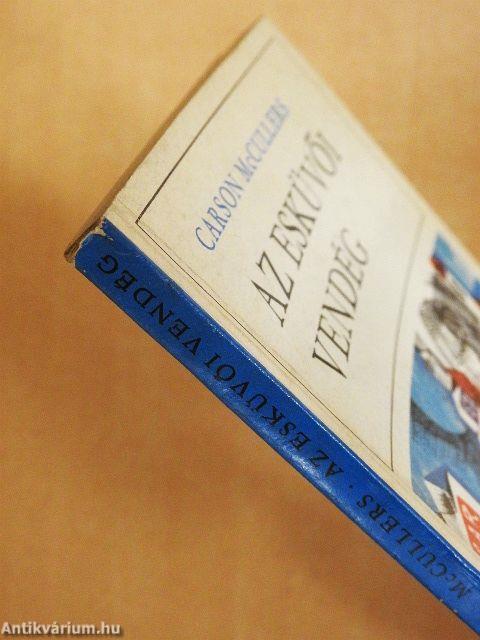 CARSON McCULLERS
AZ ESKÜVŐI
VENDÉG
McCULLERS · AZ ESKÜVŐI VENDÉG
Antikvárium.hu